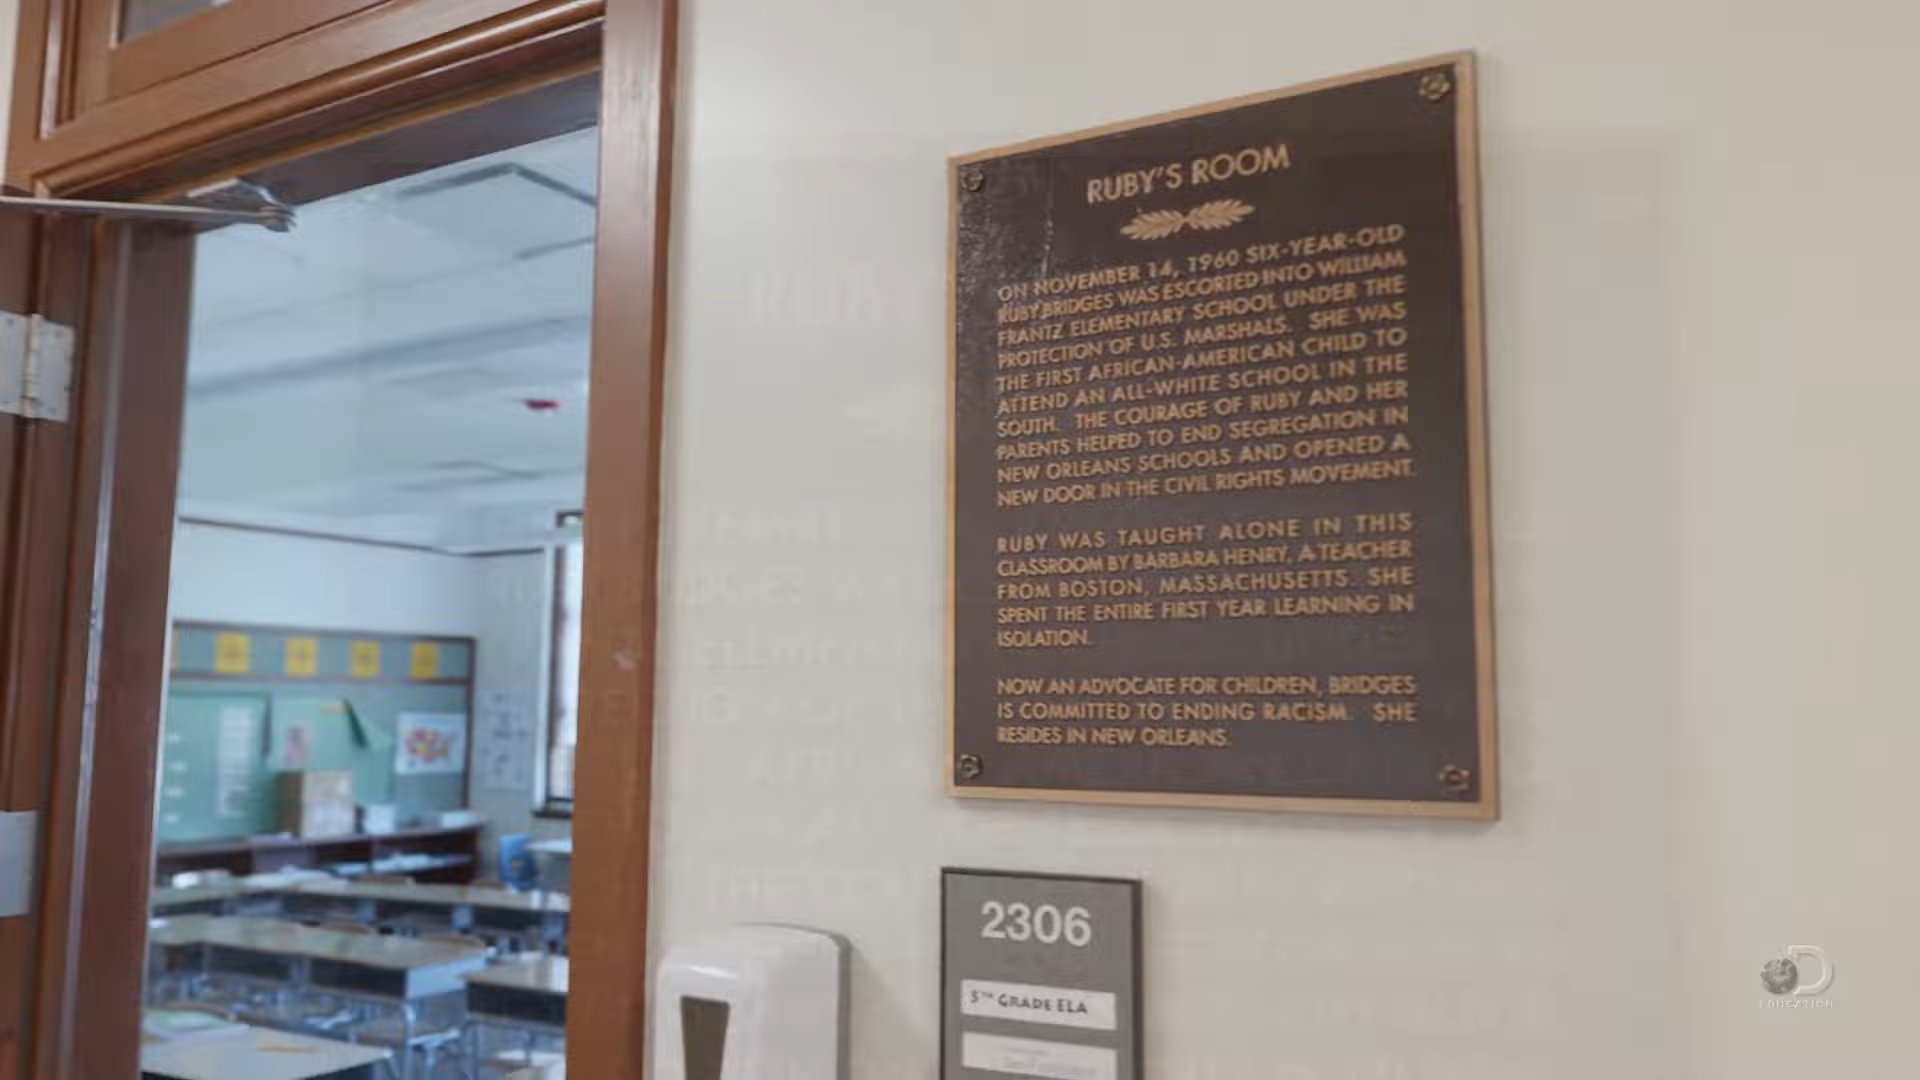 RUBY'S ROOM
ON NOVEMBER 14, 1960 SIX-YEAR-OLD
RUBY BRIDGES WAS ESCORTED INTO WILLIAM
FRANTZ ELEMENTARY SCHOOL UNDER THE
PROTECTION OF U.S. MARSHALS. SHE WAS
THE FIRST AFRICAN-AMERICAN CHILD TO
ATTEND AN ALL-WHITE SCHOOL IN THE
SOUTH. THE COURAGE OF RUBY AND HER
PARENTS HELPED TO END SEGREGATION IN
NEW ORLEANS SCHOOLS AND OPENED A
NEW DOOR IN THE CIVIL RIGHTS MOVEMENT.
RUBY WAS TAUGHT ALONE IN THIS
CLASSROOM BY BARBARA HENRY, A TEACHER
FROM BOSTON, MASSACHUSETTS. SHE
SPENT THE ENTIRE FIRST YEAR LEARNING IN
ISOLATION.
NOW AN ADVOCATE FOR CHILDREN, BRIDGES
IS COMMITTED TO ENDING RACISM. SHE
RESIDES IN NEW ORLEANS.
2306
5TH GRADE ELA
D
EDUCATION